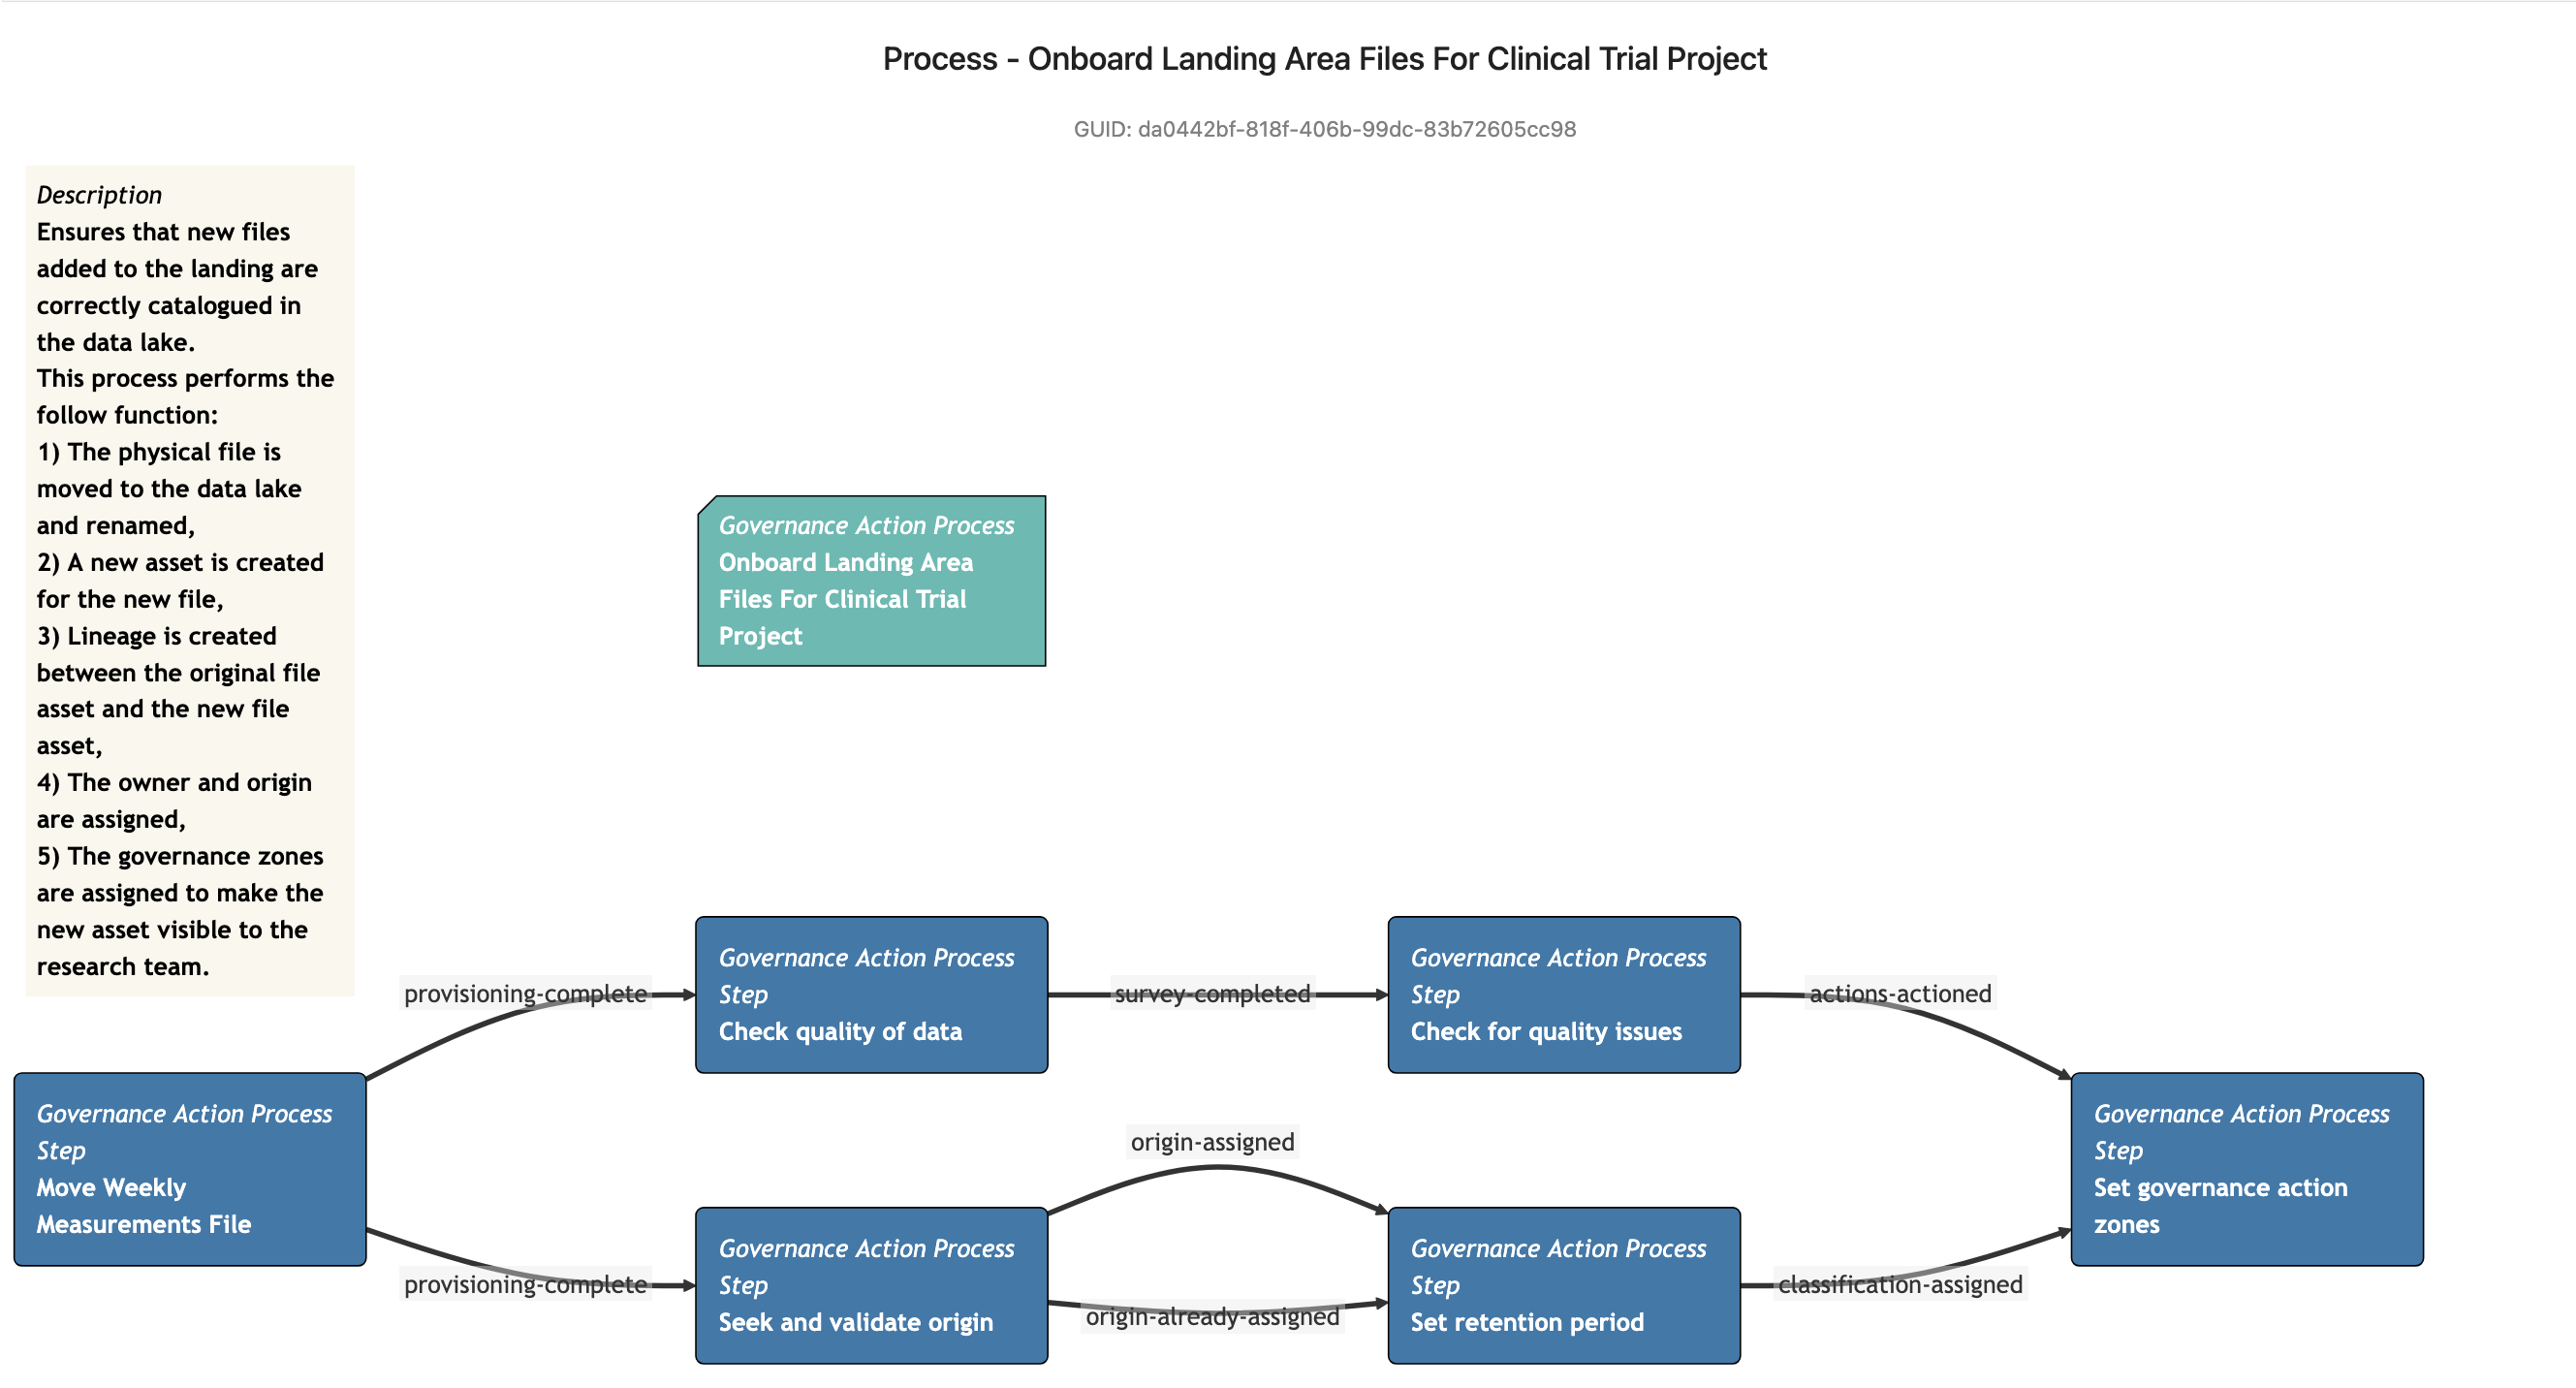 Process - Onboard Landing Area Files For Clinical Trial Project
GUID: da0442bf-818f-406b-99dc-83b72605cc98
Description
Ensures that new files
added to the landing are
correctly catalogued in
the data lake.
This process performs the
follow function:
1) The physical file is
moved to the data lake
and renamed,
2) A new asset is created
for the new file,
3) Lineage is created
between the original file
asset and the new file
asset,
4) The owner and origin
are assigned,
5) The governance zones
are assigned to make the
new asset visible to the
research team.
Governance Action Process
Onboard Landing Area
Files For Clinical Trial
Project
Governance Action Process
Step
Move Weekly
Measurements File
provisioning-complete
provisioning-complete
Governance Action Process
Step
Check quality of data
survey-completed
Governance Action Process
Step
Check for quality issues
actions-actioned
Governance Action Process
Step
Seek and validate origin
origin-assigned
origin-already-assigned
Governance Action Process
Step
Set retention period
classification-assigned
Governance Action Process
Step
Set governance action
zones